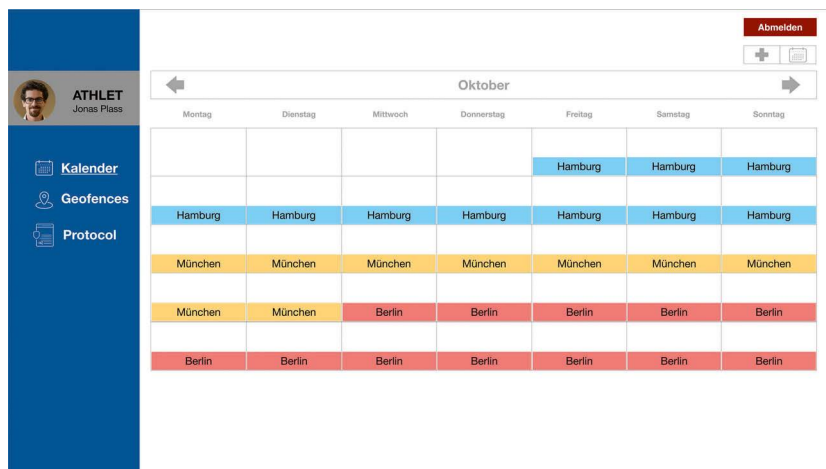 Abmelden
ATHLET
Jonas Plass
Kalender
Geofences
Protocol
Oktober
Montag Dienstag Mittwoch Donnerstag Freitag Samstag Sonntag
Hamburg Hamburg Hamburg
Hamburg Hamburg Hamburg Hamburg Hamburg Hamburg Hamburg
München München München München München München München
München München Berlin Berlin Berlin Berlin Berlin
Berlin Berlin Berlin Berlin Berlin Berlin Berlin